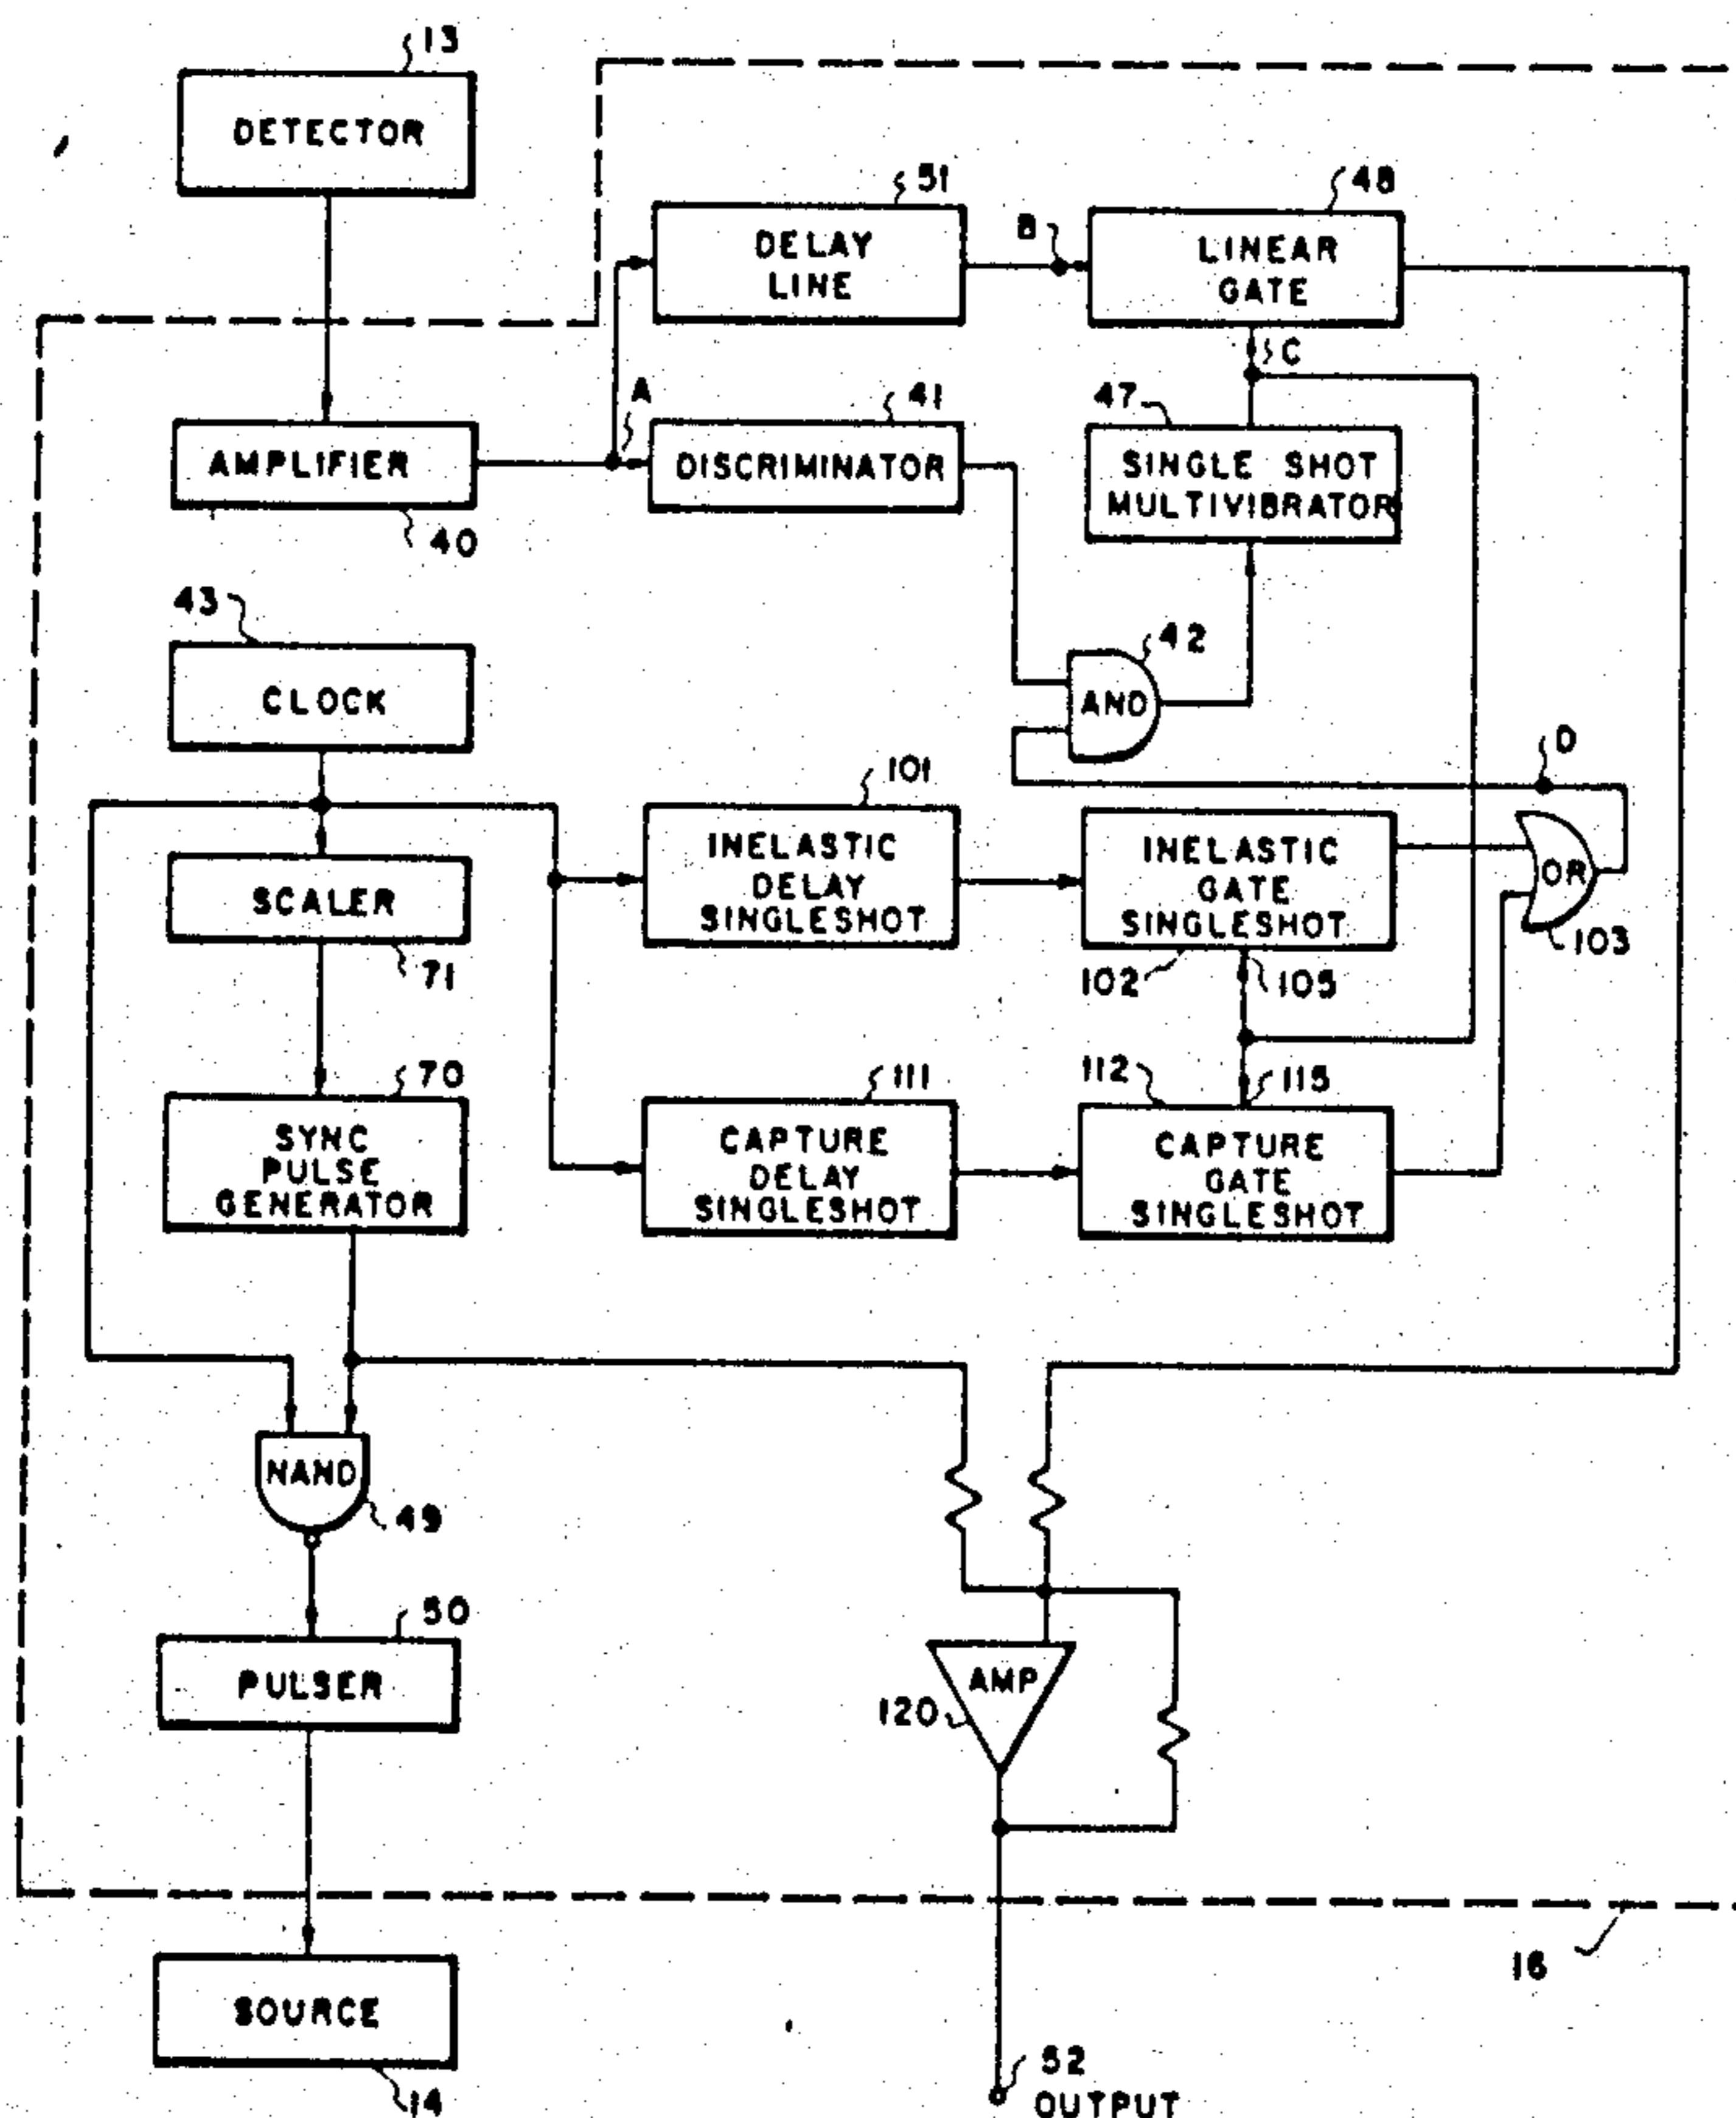 13
DETECTOR
51
DELAY
LINE
B
48
LINEAR
GATE
C
A
41
DISCRIMINATOR
47
SINGLE SHOT
MULTIVIBRATOR
AMPLIFIER
40
43
CLOCK
42
AND
D
101
INELASTIC
DELAY
SINGLESHOT
INELASTIC
GATE
SINGLESHOT
OR
103
102
105
SCALER
71
70
SYNC
PULSE
GENERATOR
111
CAPTURE
DELAY
SINGLESHOT
112
115
CAPTURE
GATE
SINGLESHOT
NAND
49
50
PULSER
AMP
120
16
SOURCE
14
52
OUTPUT